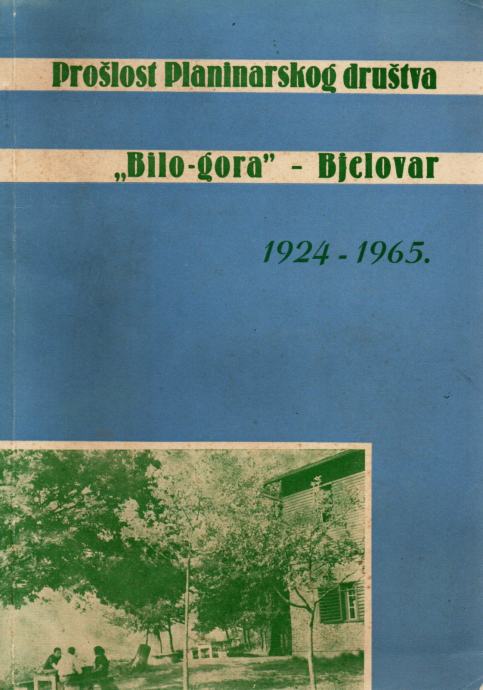 Prošlost Planinarskog društva
„Bilo-gora” - Bjelovar
1924 - 1965.